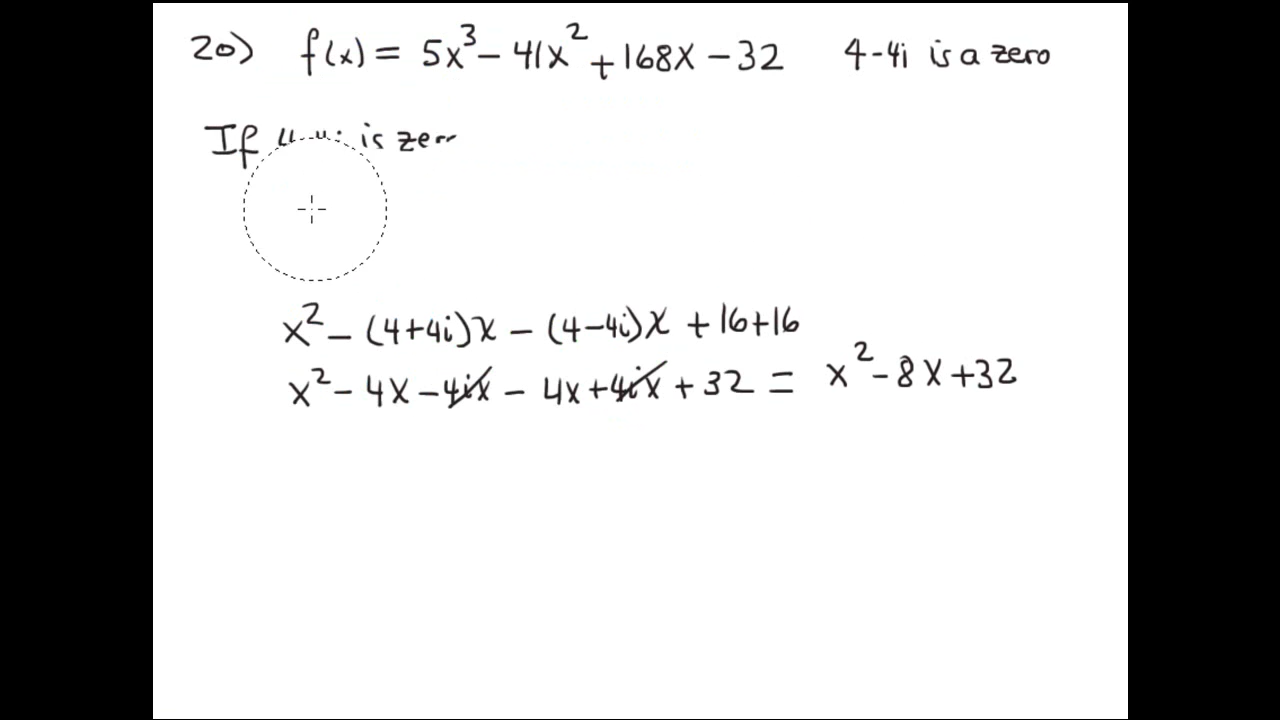 20) f(x) = 5x³ - 41x² + 168x - 32 4-4i is a zero
If is
x² - (4+4i)x - (4-4i)x + 16+16
x² - 4x - 4ix - 4x + 4ix + 32 = x² - 8x + 32